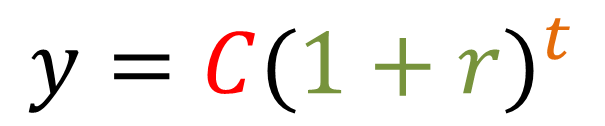 y = C(1 + r)^t